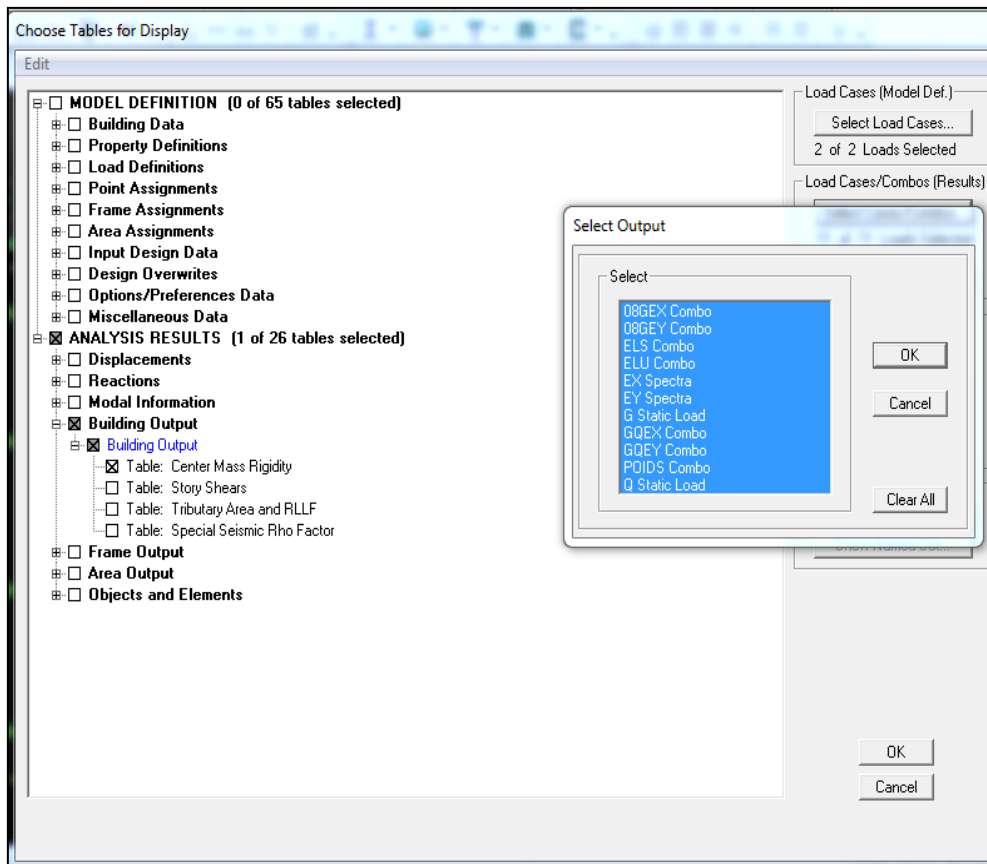 Choose Tables for Display
Edit
MODEL DEFINITION (0 of 65 tables selected)
Building Data
Property Definitions
Load Definitions
Point Assignments
Frame Assignments
Area Assignments
Input Design Data
Design Overwrites
Options/Preferences Data
Miscellaneous Data
ANALYSIS RESULTS (1 of 26 tables selected)
Displacements
Reactions
Modal Information
Building Output
Building Output
Table: Center Mass Rigidity
Table: Story Shears
Table: Tributary Area and RLLF
Table: Special Seismic Rho Factor
Frame Output
Area Output
Objects and Elements
Load Cases (Model Def.)
Select Load Cases...
2 of 2 Loads Selected
Load Cases/Combos (Results)
Select Output
Select
08GEX Combo
08GEY Combo
ELS Combo
ELU Combo
EX Spectra
EY Spectra
G Static Load
GQEX Combo
GQEY Combo
POIDS Combo
Q Static Load
OK
Cancel
Clear All
OK
Cancel